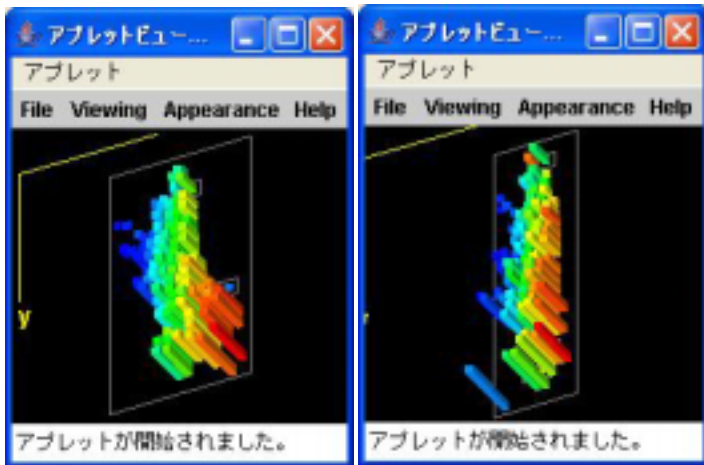 アプレットビュー...
アプレット
File Viewing Appearance Help
y
アプレットが開始されました。
アプレットビュー...
アプレット
File Viewing Appearance Help
アプレットが開始されました。